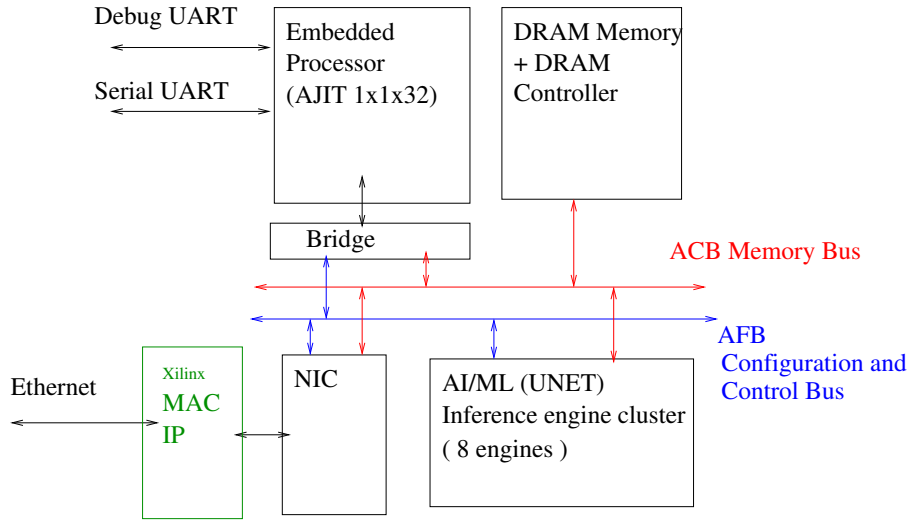 Debug UART
Serial UART
Embedded
Processor
(AJIT 1x1x32)
DRAM Memory
+ DRAM
Controller
Bridge
ACB Memory Bus
AFB
Configuration and
Control Bus
Ethernet
Xilinx
MAC
IP
NIC
AI/ML (UNET)
Inference engine cluster
( 8 engines )